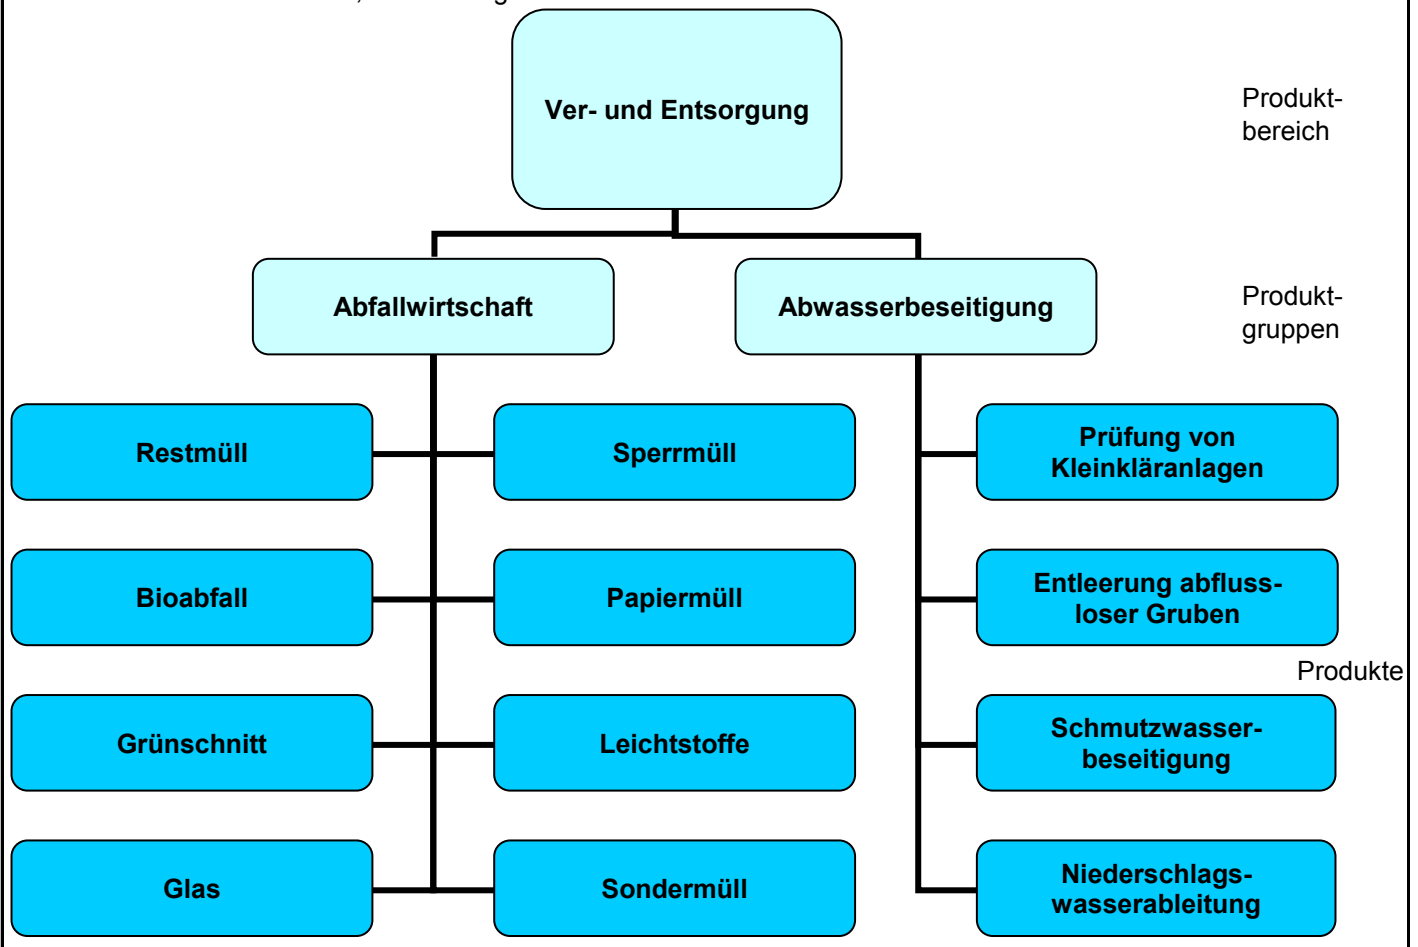 Ver- und Entsorgung
Produkt-
bereich
Abfallwirtschaft
Abwasserbeseitigung
Produkt-
gruppen
Restmüll
Sperrmüll
Prüfung von
Kleinkläranlagen
Bioabfall
Papiermüll
Entleerung abfluss-
loser Gruben
Produkte
Grünschnitt
Leichtstoffe
Schmutzwasser-
beseitigung
Glas
Sondermüll
Niederschlags-
wasserableitung